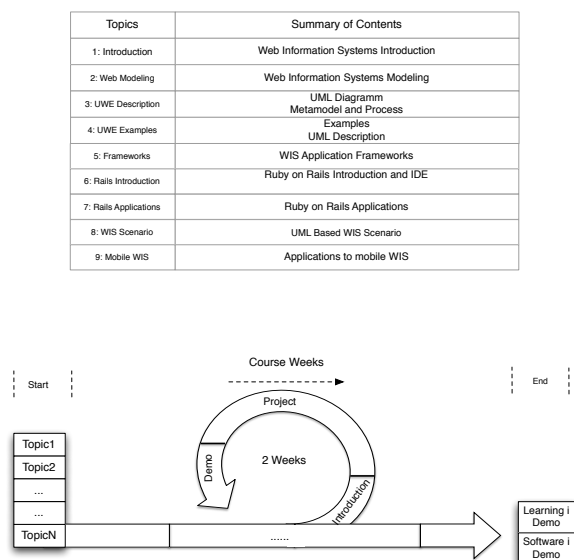 Topics Summary of Contents
1: Introduction Web Information Systems Introduction
2: Web Modeling Web Information Systems Modeling
3: UWE Description UML Diagramm
Metamodel and Process
4: UWE Examples Examples
UML Description
5: Frameworks WIS Application Frameworks
6: Rails Introduction Ruby on Rails Introduction and IDE
7: Rails Applications Ruby on Rails Applications
8: WIS Scenario UML Based WIS Scenario
9: Mobile WIS Applications to mobile WIS
Course Weeks
Start
End
Project
Topic1
Topic2
...
...
TopicN
Demo
2 Weeks
Introduction
......
Learning i
Demo
Software i
Demo